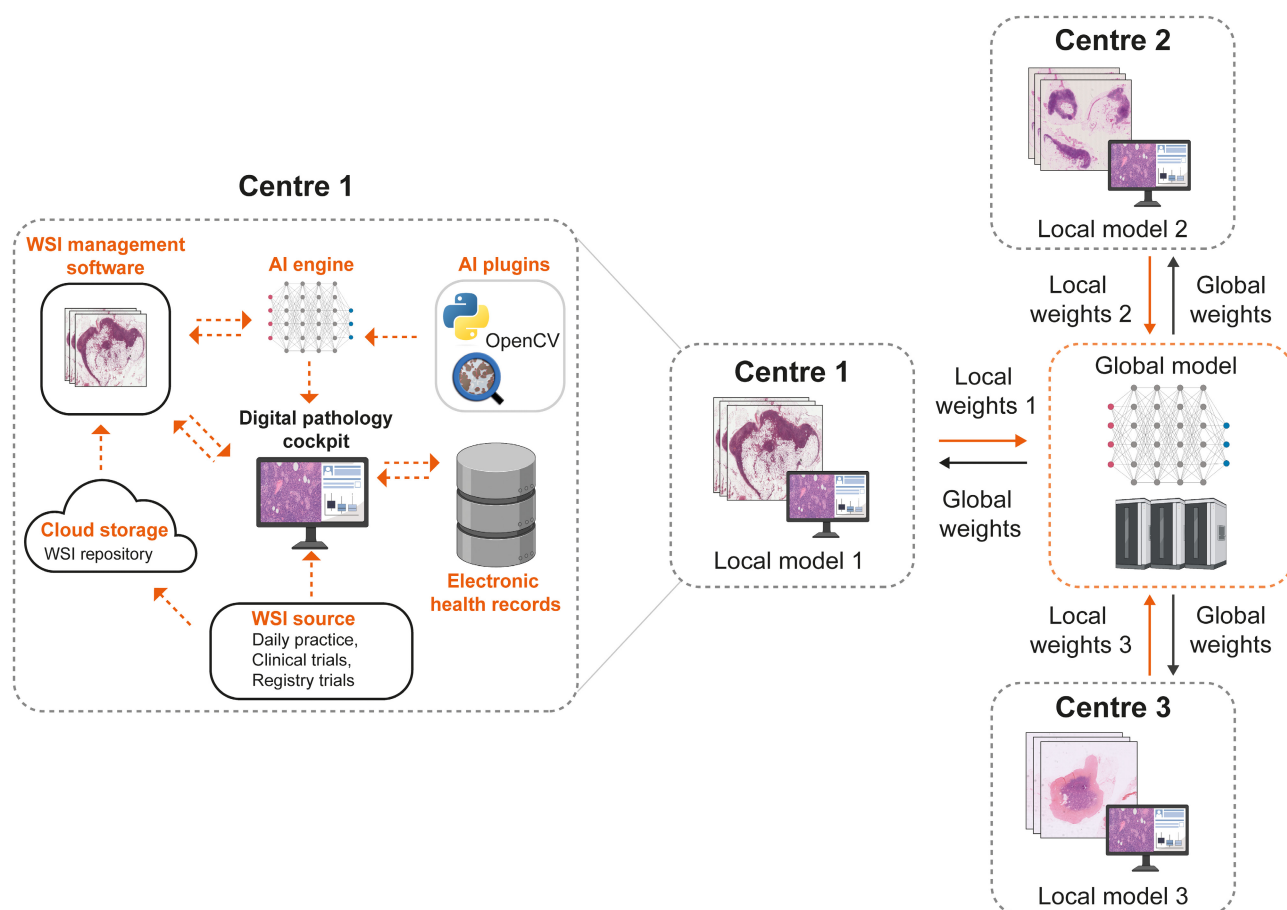 Centre 1
WSI management
software
AI engine
AI plugins
OpenCV
Digital pathology
cockpit
Cloud storage
WSI repository
Electronic
health records
WSI source
Daily practice,
Clinical trials,
Registry trials
Centre 1
Local model 1
Centre 2
Local model 2
Local
weights 2
Global
weights
Local
weights 1
Global
weights
Global model
Local
weights 3
Global
weights
Centre 3
Local model 3